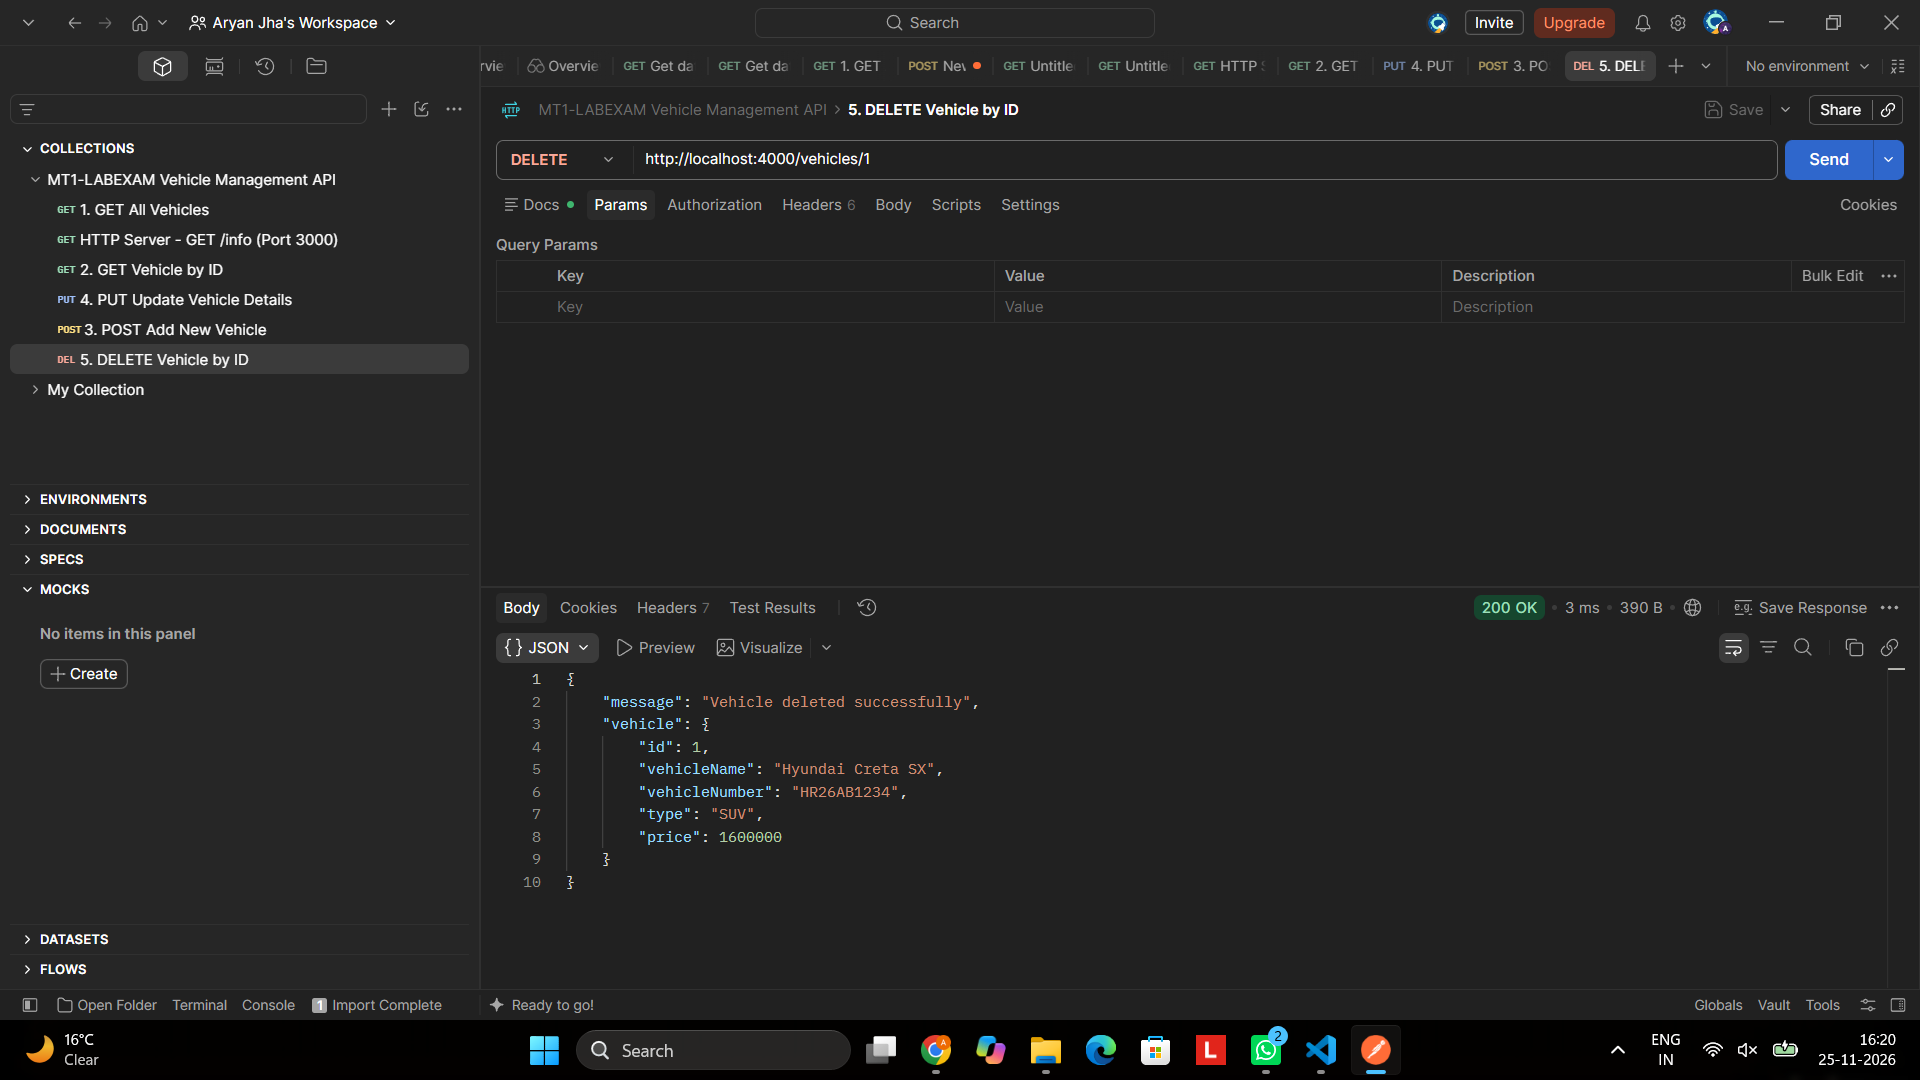 Aryan Jha's Workspace
Search
Invite
Upgrade
A
Overvie
GET Get da
GET Get da
GET 1. GET
POST Nev
GET Untitle
GET Untitle
GET HTTP
GET 2. GET
PUT 4. PUT
POST 3. PO
DEL 5. DELE
No environment
COLLECTIONS
MT1-LABEXAM Vehicle Management API
GET 1. GET All Vehicles
GET HTTP Server - GET /info (Port 3000)
GET 2. GET Vehicle by ID
PUT 4. PUT Update Vehicle Details
POST 3. POST Add New Vehicle
DEL 5. DELETE Vehicle by ID
My Collection
ENVIRONMENTS
DOCUMENTS
SPECS
MOCKS
No items in this panel
Create
DATASETS
FLOWS
HTTP MT1-LABEXAM Vehicle Management API > 5. DELETE Vehicle by ID
Save
Share
DELETE
http://localhost:4000/vehicles/1
Send
Docs
Params
Authorization
Headers 6
Body
Scripts
Settings
Cookies
Query Params
Key Value Description Bulk Edit
Key Value Description
Body
Cookies
Headers 7
Test Results
200 OK
3 ms
390 B
e.g. Save Response
{} JSON
Preview
Visualize
1 {
2 "message": "Vehicle deleted successfully",
3 "vehicle": {
4 "id": 1,
5 "vehicleName": "Hyundai Creta SX",
6 "vehicleNumber": "HR26AB1234",
7 "type": "SUV",
8 "price": 1600000
9 }
10 }
Open Folder
Terminal
Console
1 Import Complete
Ready to go!
Globals
Vault
Tools
16°C
Clear
Search
A
L
2
ENG
IN
16:20
25-11-2026